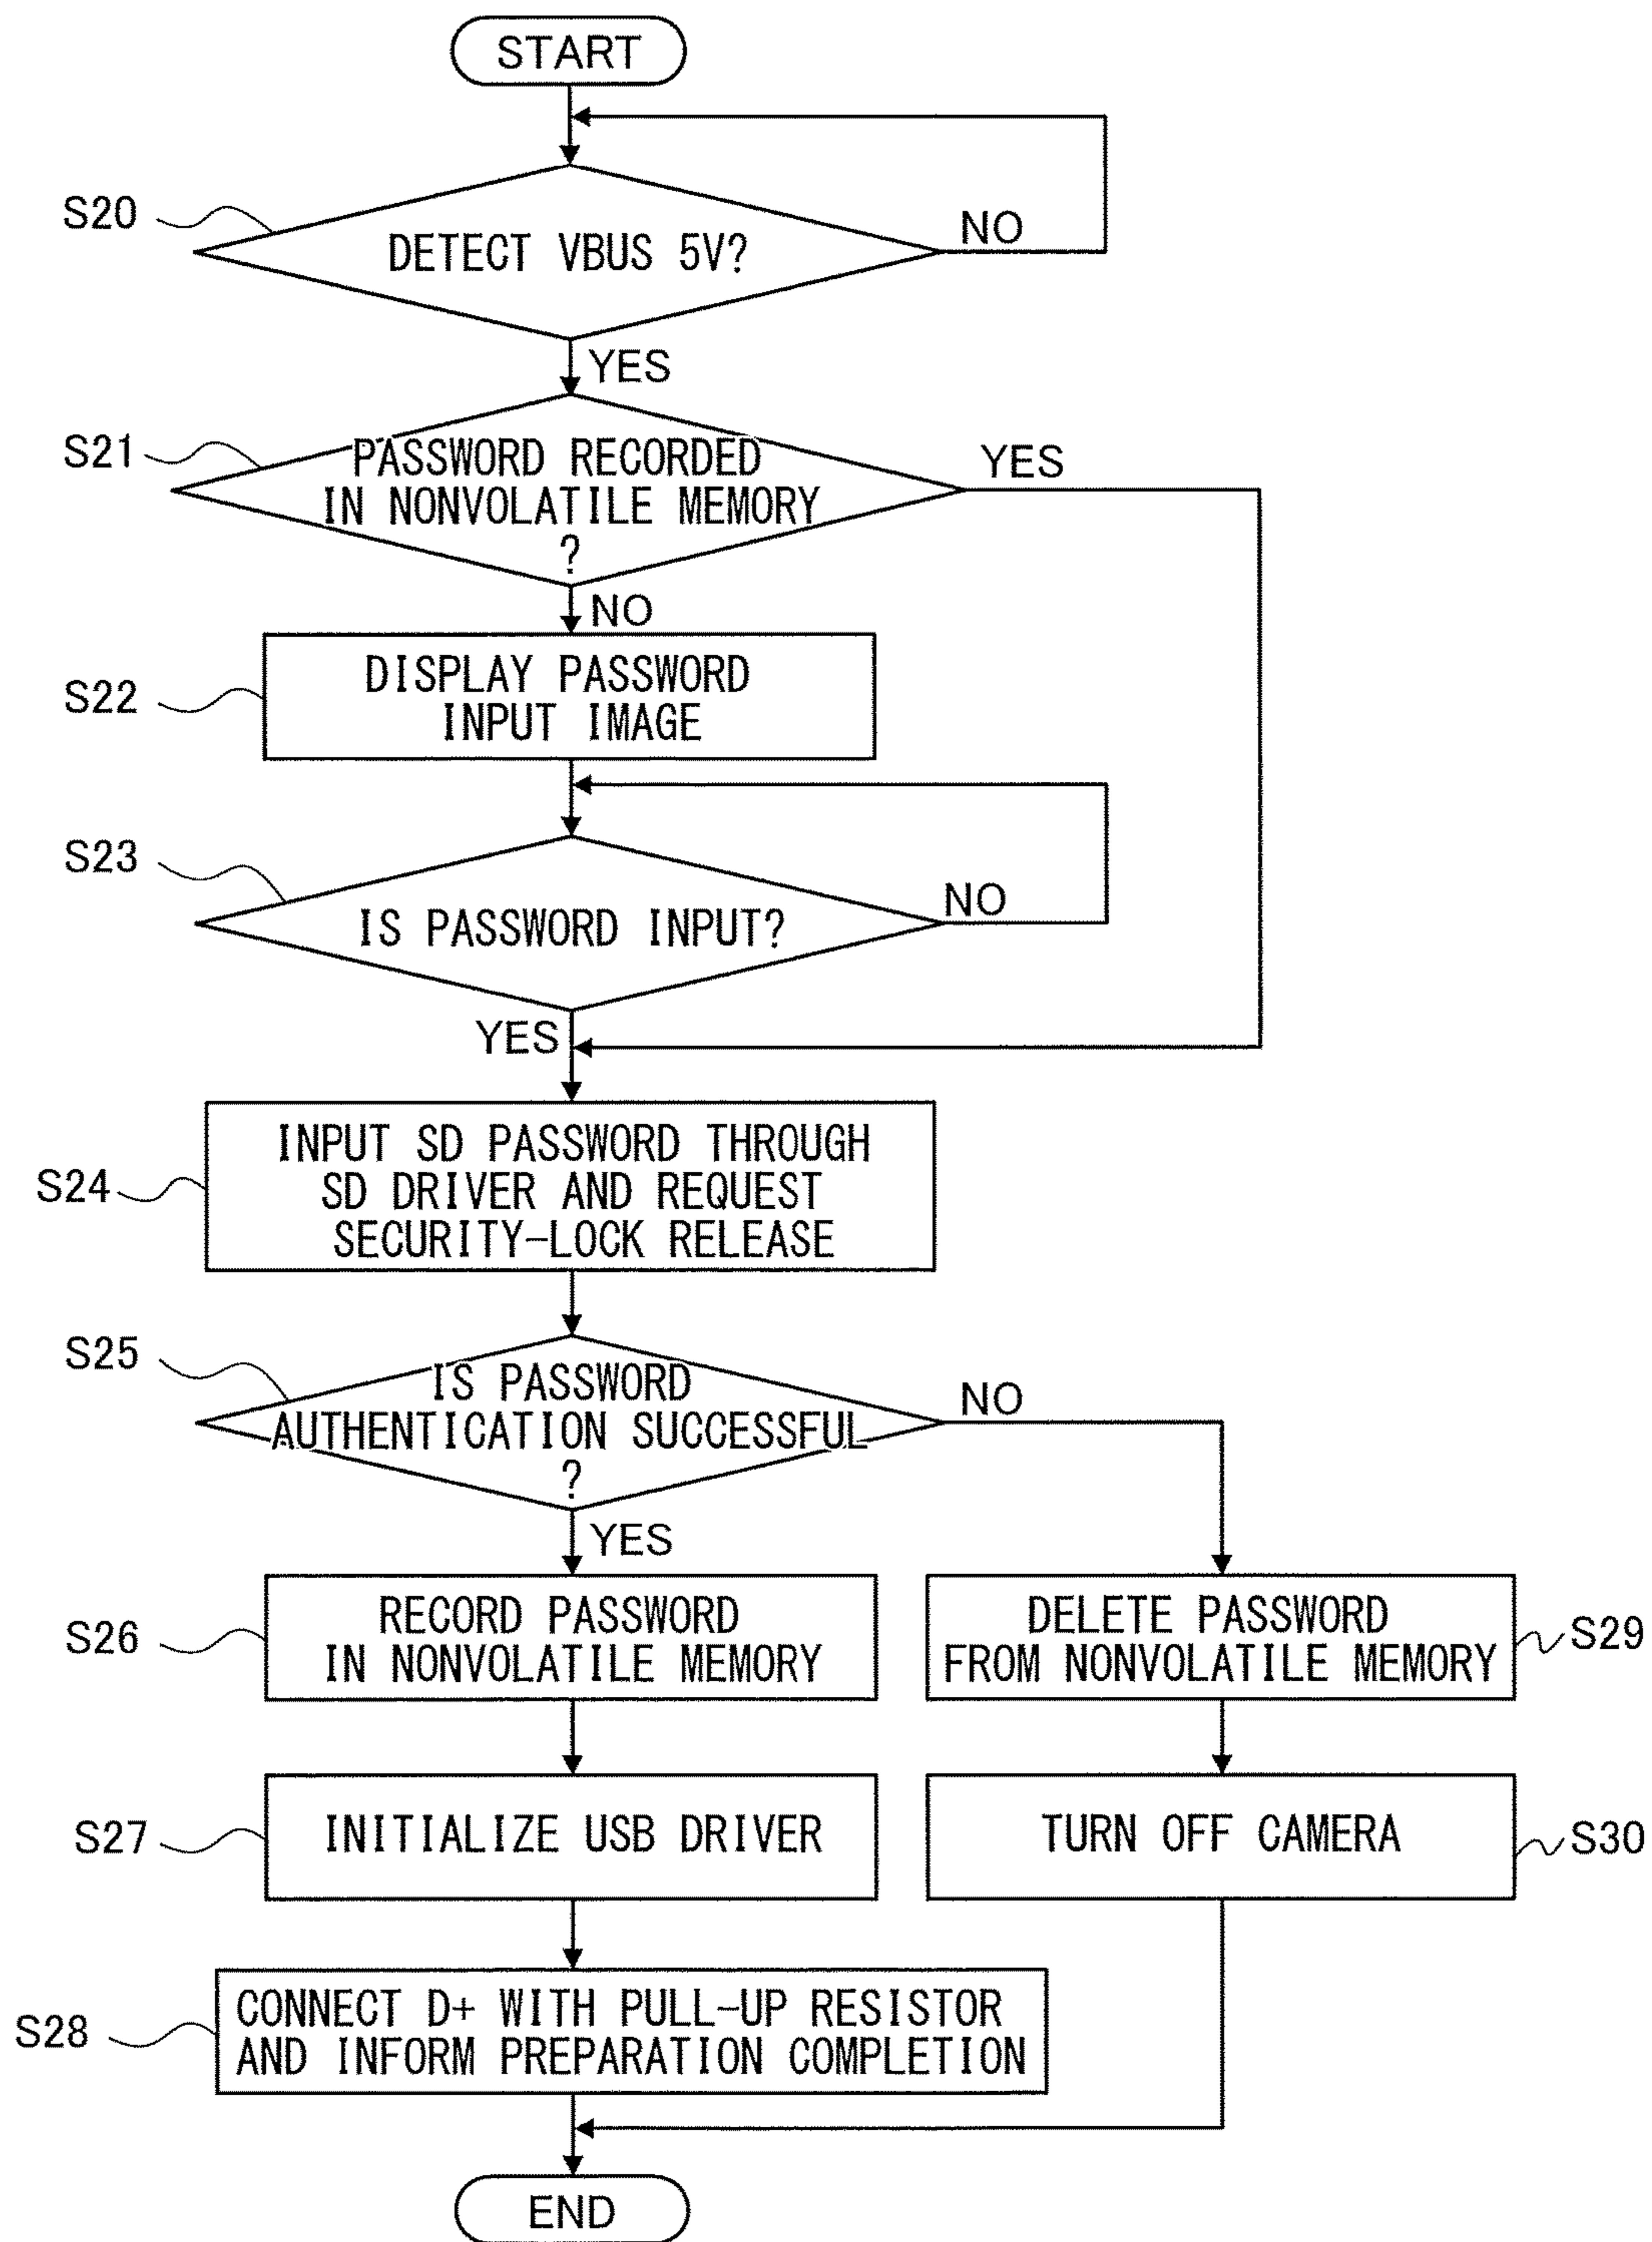 START
S20
DETECT VBUS 5V?
NO
YES
S21
PASSWORD RECORDED
IN NONVOLATILE MEMORY
?
YES
NO
S22
DISPLAY PASSWORD
INPUT IMAGE
S23
IS PASSWORD INPUT?
NO
YES
S24
INPUT SD PASSWORD THROUGH
SD DRIVER AND REQUEST
SECURITY-LOCK RELEASE
S25
IS PASSWORD
AUTHENTICATION SUCCESSFUL
?
NO
YES
S26
RECORD PASSWORD
IN NONVOLATILE MEMORY
DELETE PASSWORD
FROM NONVOLATILE MEMORY
S29
S27
INITIALIZE USB DRIVER
TURN OFF CAMERA
S30
S28
CONNECT D+ WITH PULL-UP RESISTOR
AND INFORM PREPARATION COMPLETION
END